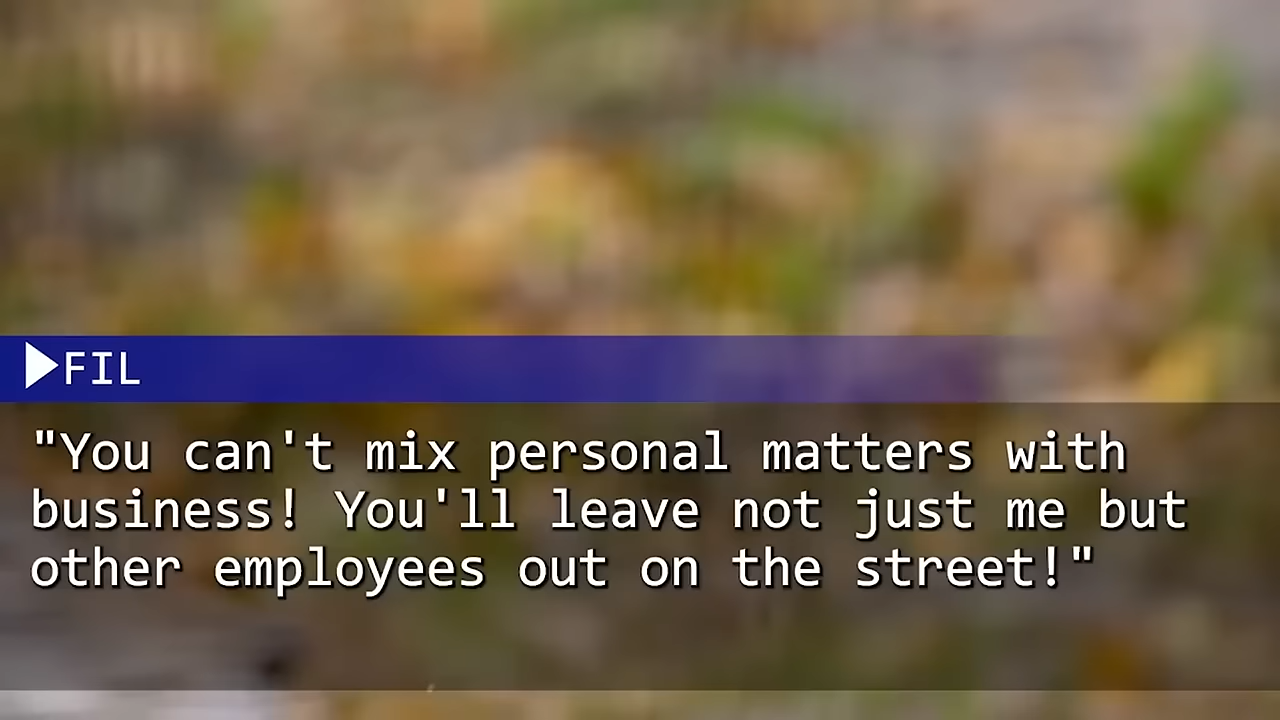 ▶FIL
"You can't mix personal matters with
business! You'll leave not just me but
other employees out on the street!"